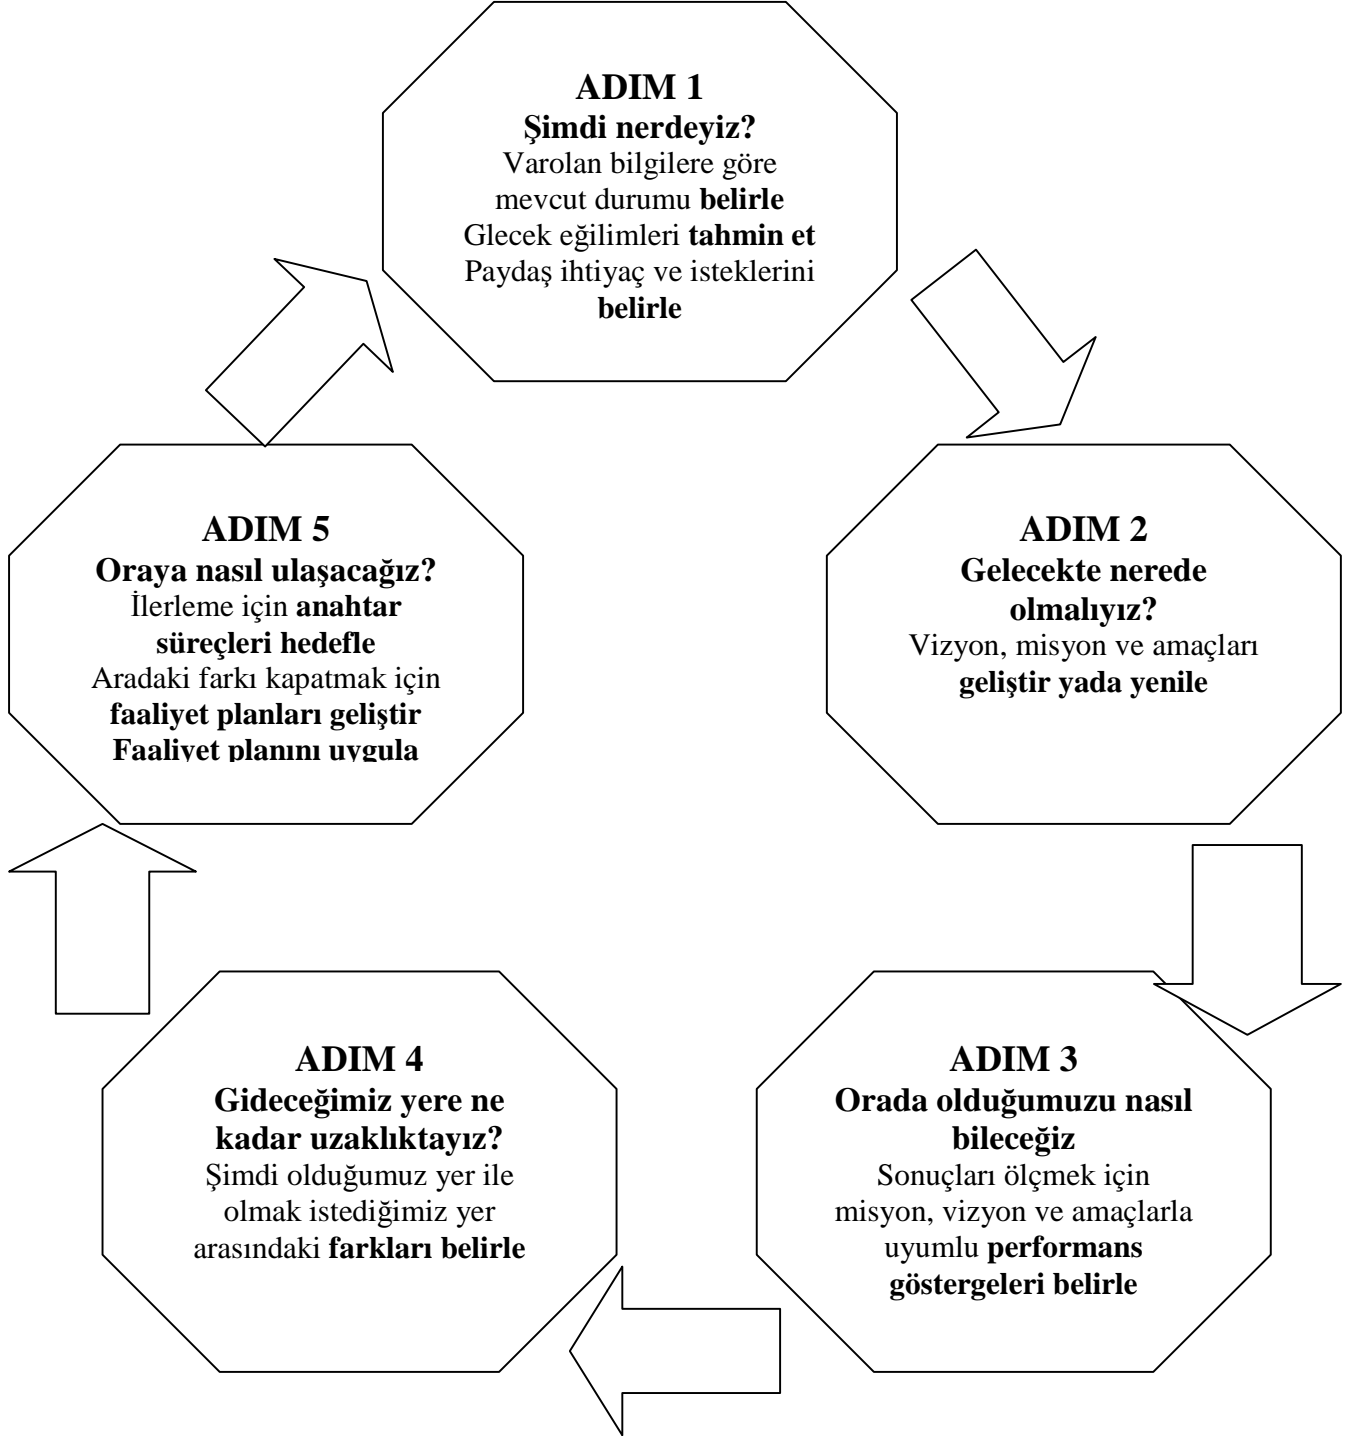 ADIM 1
Şimdi nerdeyiz?
Varolan bilgilere göre
mevcut durumu belirle
Glecek eğilimleri tahmin et
Paydaş ihtiyaç ve isteklerini
belirle
ADIM 2
Gelecekte nerede
olmalıyız?
Vizyon, misyon ve amaçları
geliştir yada yenile
ADIM 3
Orada olduğumuzu nasıl
bileceğiz
Sonuçları ölçmek için
misyon, vizyon ve amaçlarla
uyumlu performans
göstergeleri belirle
ADIM 4
Gideceğimiz yere ne
kadar uzaklıktayız?
Şimdi olduğumuz yer ile
olmak istediğimiz yer
arasındaki farkları belirle
ADIM 5
Oraya nasıl ulaşacağız?
İlerleme için anahtar
süreçleri hedefle
Aradaki farkı kapatmak için
faaliyet planları geliştir
Faaliyet planını uygula